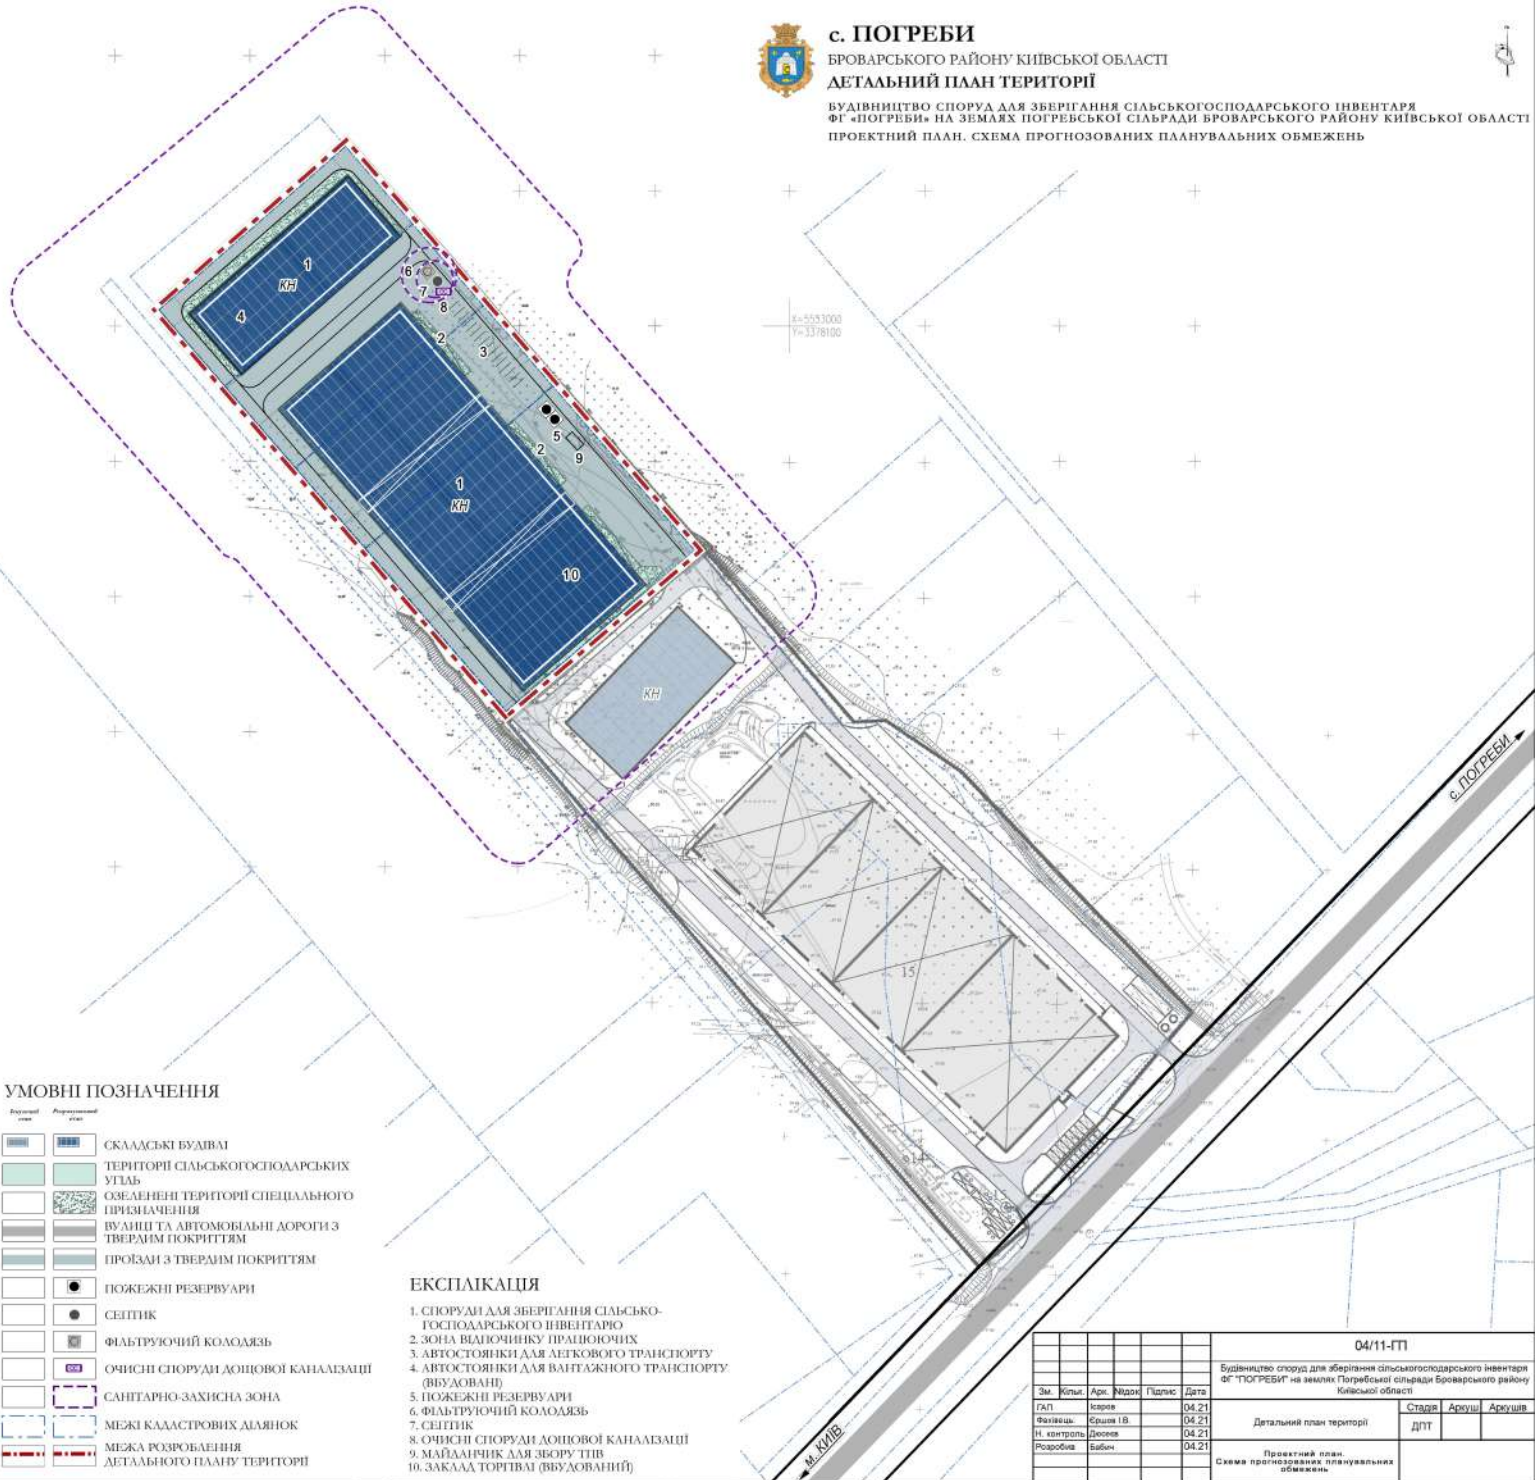 с. ПОГРЕБИ
БРОВАРСЬКОГО РАЙОНУ КИЇВСЬКОЇ ОБЛАСТІ
ДЕТАЛЬНИЙ ПЛАН ТЕРИТОРІЇ
БУДІВНИЦТВО СПОРУД ДЛЯ ЗБЕРІГАННЯ СІЛЬСЬКОГОСПОДАРСЬКОГО ІНВЕНТАРЯ
ФГ «ПОГРЕБИ» НА ЗЕМЛЯХ ПОГРЕБСЬКОЇ СІЛЬРАДИ БРОВАРСЬКОГО РАЙОНУ КИЇВСЬКОЇ ОБЛАСТІ
ПРОЕКТНИЙ ПЛАН. СХЕМА ПРОГНОЗОВАНИХ ПЛАНУВАЛЬНИХ ОБМЕЖЕНЬ
1
КН
4
6
7
8
2
3
X=5593000
Y=3378100
5
2
9
1
КН
10
КН
15
14
с. ПОГРЕБИ
м. КИЇВ
УМОВНІ ПОЗНАЧЕННЯ
СКЛАДСЬКІ БУДІВЛІ
ТЕРИТОРІЇ СІЛЬСЬКОГОСПОДАРСЬКИХ
УГІДЬ
ОЗЕЛЕНЕНІ ТЕРИТОРІЇ СПЕЦІАЛЬНОГО
ПРИЗНАЧЕННЯ
ВУЛИЦІ ТА АВТОМОБІЛЬНІ ДОРОГИ З
ТВЕРДИМ ПОКРИТТЯМ
ПРОЇЗДИ З ТВЕРДИМ ПОКРИТТЯМ
ПОЖЕЖНІ РЕЗЕРВУАРИ
СЕПТИК
ФІЛЬТРУЮЧИЙ КОЛОДЯЗЬ
ОЧИСНІ СПОРУДИ ДОЩОВОЇ КАНАЛІЗАЦІЇ
САНІТАРНО-ЗАХИСНА ЗОНА
МЕЖІ КАДАСТРОВИХ ДІЛЯНОК
МЕЖА РОЗРОБЛЕННЯ
ДЕТАЛЬНОГО ПЛАНУ ТЕРИТОРІЇ
ЕКСПЛІКАЦІЯ
1. СПОРУДИ ДЛЯ ЗБЕРІГАННЯ СІЛЬСЬКО-
ГОСПОДАРСЬКОГО ІНВЕНТАРЮ
2. ЗОНА ВІДПОЧИНКУ ПРАЦЮЮЧИХ
3. АВТОСТОЯНКИ ДЛЯ ЛЕГКОВОГО ТРАНСПОРТУ
4. АВТОСТОЯНКИ ДЛЯ ВАНТАЖНОГО ТРАНСПОРТУ
(ВБУДОВАНІ)
5. ПОЖЕЖНІ РЕЗЕРВУАРИ
6. ФІЛЬТРУЮЧИЙ КОЛОДЯЗЬ
7. СЕПТИК
8. ОЧИСНІ СПОРУДИ ДОЩОВОЇ КАНАЛІЗАЦІЇ
9. МАЙДАНЧИК ДЛЯ ЗБОРУ ТПВ
10. ЗАКЛАД ТОРГІВЛІ (ВБУДОВАНИЙ)
04/11-ГП
Будівництво споруд для зберігання сільськогосподарського інвентаря
ФГ "ПОГРЕБИ" на землях Погребської сільради Броварського району
Київської області
Зм. Кільк. Арк. №док Підпис Дата
ГАП 04.21
Фахівець Єршов І.В. 04.21
Н. контроль 04.21
Розробив Бабич 04.21
Детальний план території
Стадія Аркуш Аркушів
ДПТ
Проектний план.
Схема прогнозованих планувальних
обмежень